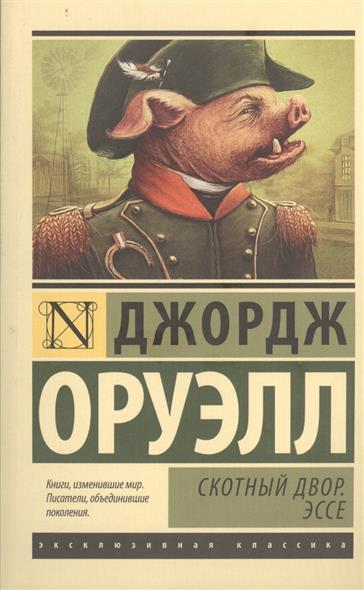 N
ДЖОРДЖ
ОРУЭЛЛ
Книги, изменившие мир.
Писатели, объединившие
поколения.
СКОТНЫЙ ДВОР.
ЭССЕ
эксклюзивная классика